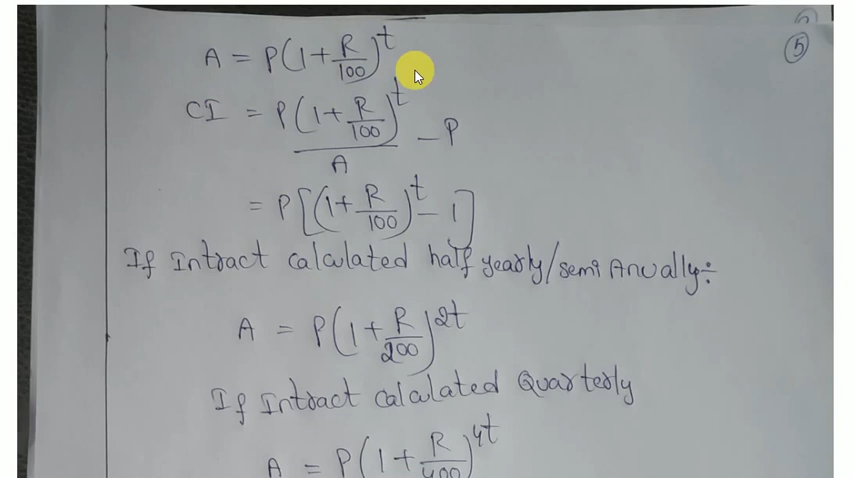 5
A = P(1+R/100)^t
CI = P(1+R/100)^t - P
A
= P[(1+R/100)^t - 1]
If Intract calculated half yearly/semi Anually÷
A = P(1+R/200)^2t
If Intract calculated Quarterly
A = P(1+R/400)^4t